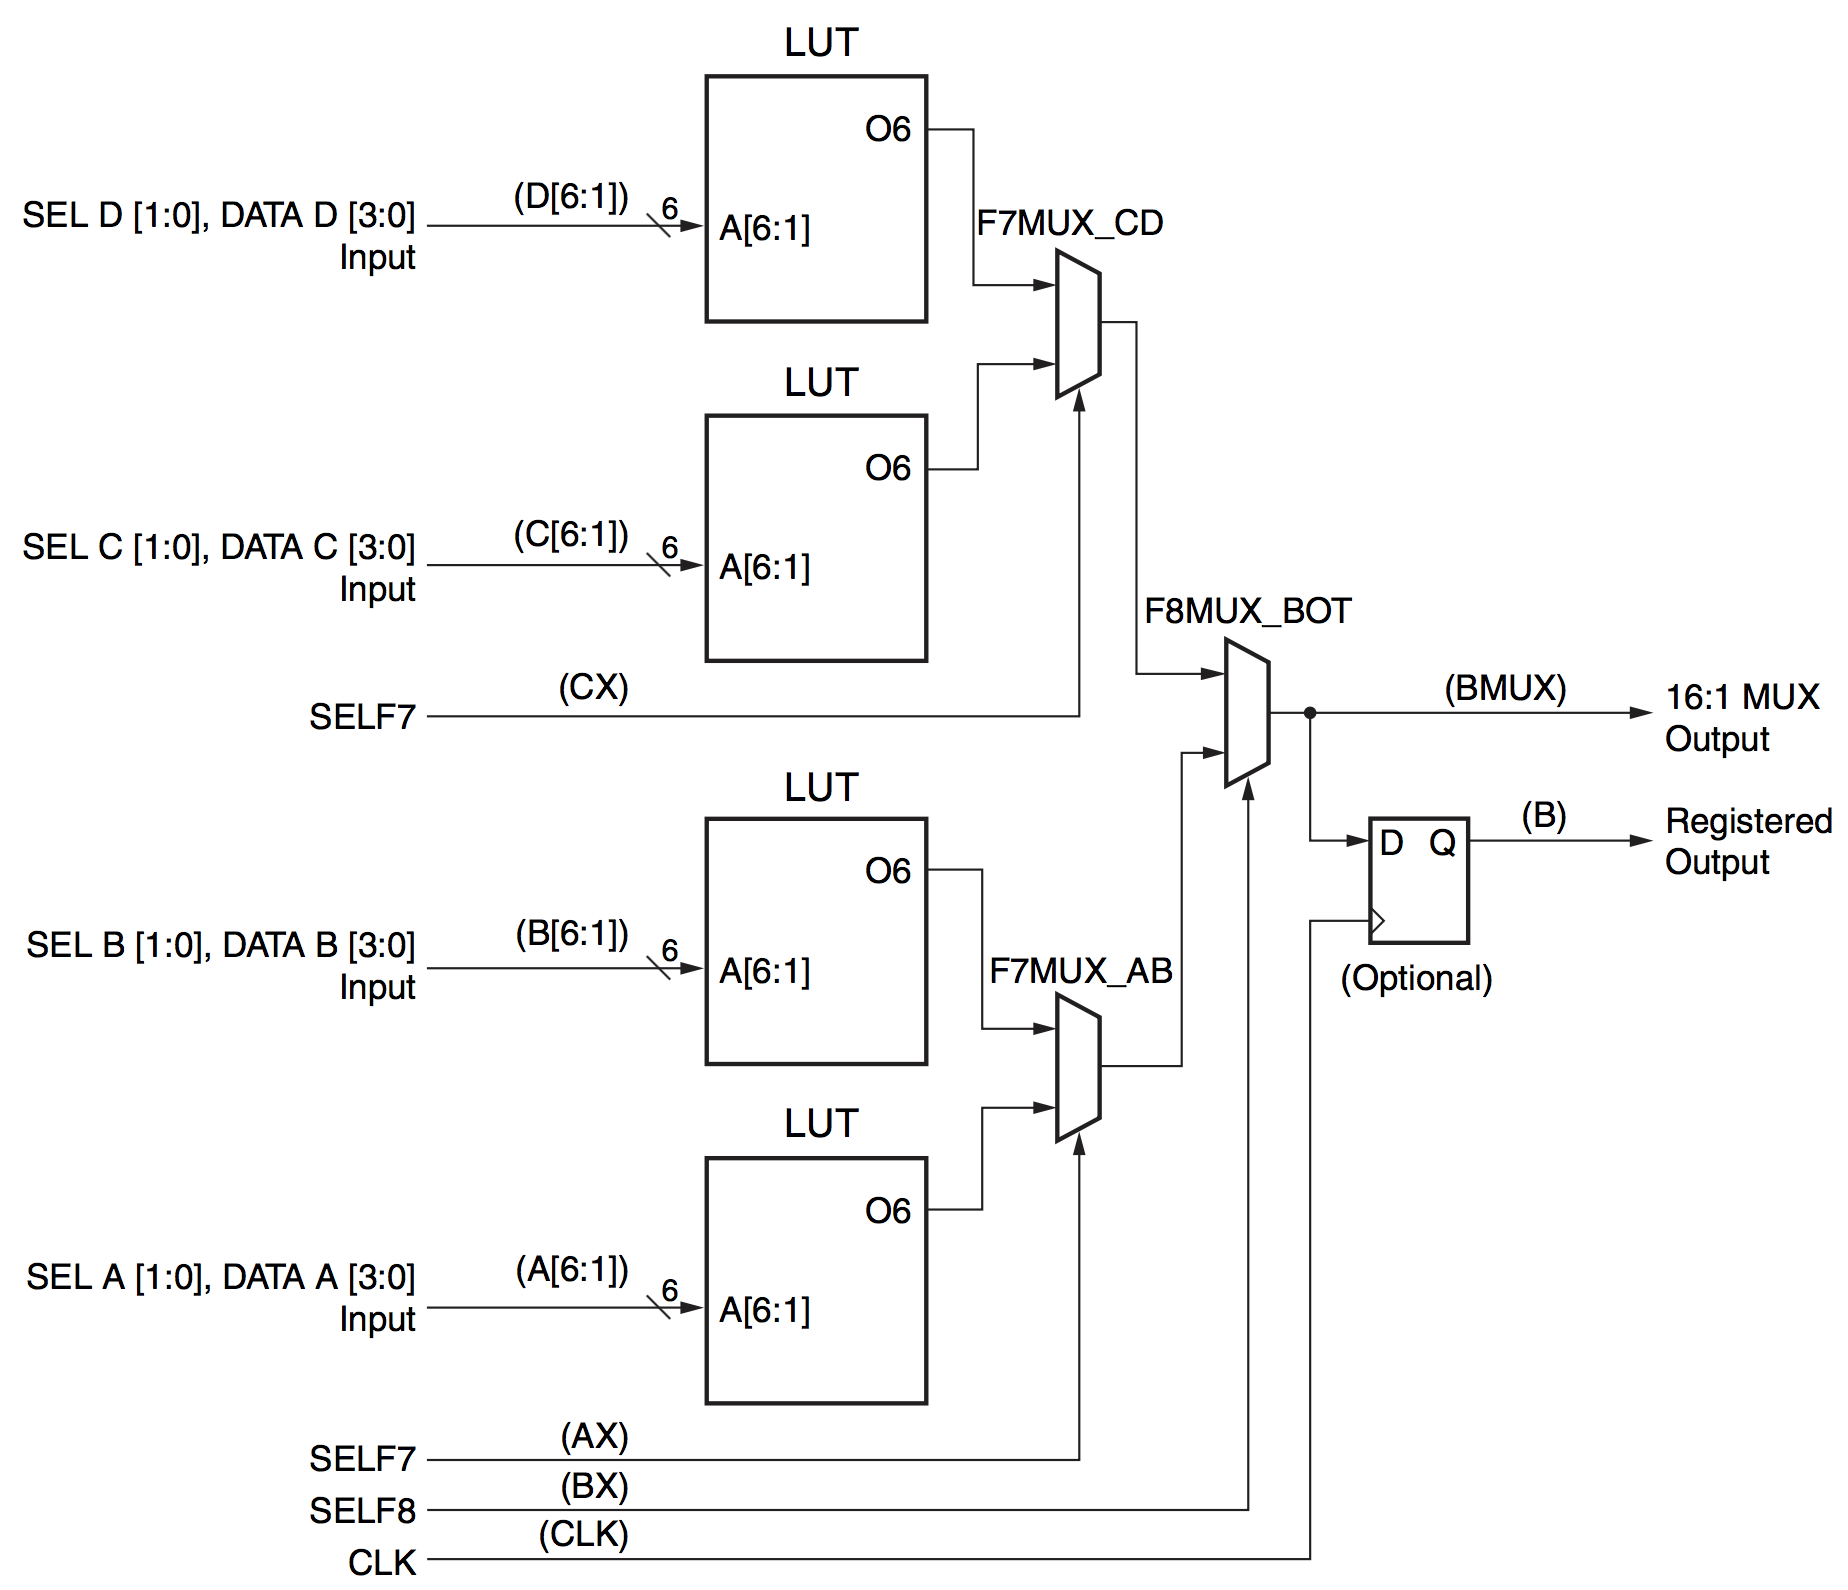 LUT
O6
(D[6:1])
6
SEL D [1:0], DATA D [3:0]
Input
A[6:1]
F7MUX_CD
LUT
O6
(C[6:1])
6
SEL C [1:0], DATA C [3:0]
Input
A[6:1]
F8MUX_BOT
(CX)
SELF7
(BMUX)
16:1 MUX
Output
LUT
O6
(B[6:1])
6
SEL B [1:0], DATA B [3:0]
Input
A[6:1]
F7MUX_AB
D Q
(B)
Registered
Output
(Optional)
LUT
O6
(A[6:1])
6
SEL A [1:0], DATA A [3:0]
Input
A[6:1]
(AX)
SELF7
(BX)
SELF8
(CLK)
CLK